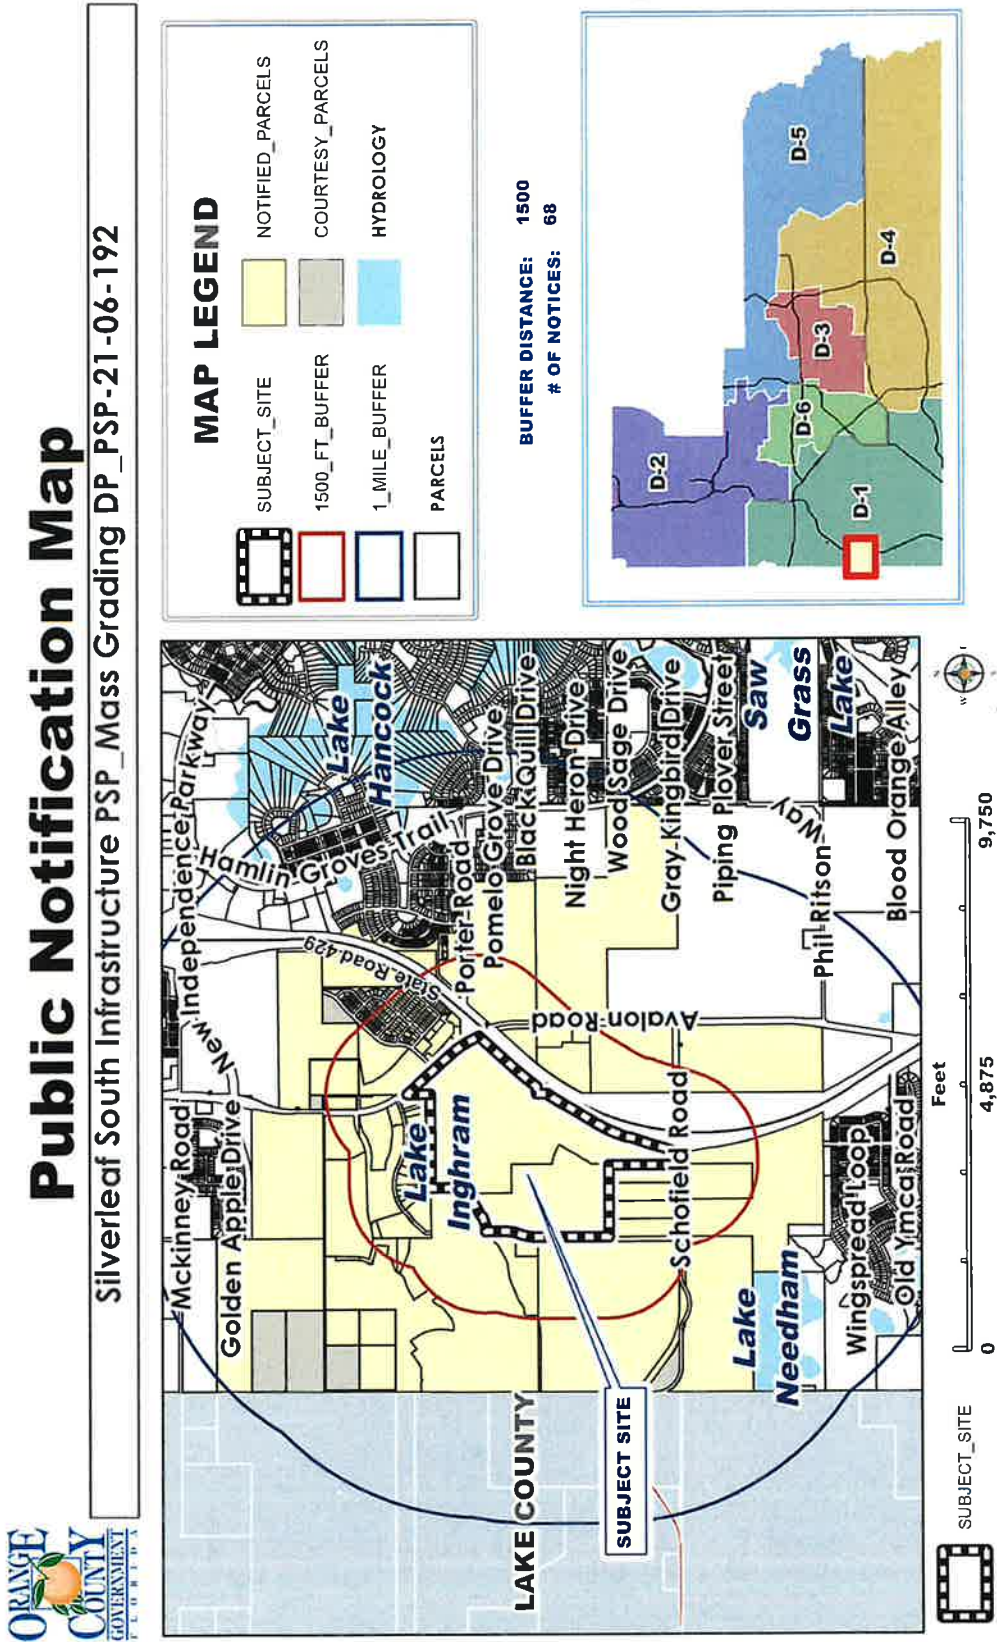 ORANGE
COUNTY
GOVERNMENT
FLORIDA
Public Notification Map
Silverleaf South Infrastructure PSP_Mass Grading DP_PSP-21-06-192
Mckinney Road
Golden Apple Drive
New Independence Parkway
Hamlin Groves Trail
State Road 429
Lake
Hancock
Porter Road
Pomelo Grove Drive
Black Quill Drive
Night Heron Drive
Wood Sage Drive
Gray Kingbird Drive
Piping Plover Street
Saw
Grass
Lake
Phil Ritson Way
Blood Orange Alley
Avalon Road
Lake
Inghram
Schofield Road
Lake
Needham
Wingspread Loop
Old Ymca Road
LAKE COUNTY
SUBJECT SITE
SUBJECT_SITE
Feet
0
4,875
9,750
MAP LEGEND
SUBJECT_SITE
NOTIFIED_PARCELS
1500_FT_BUFFER
COURTESY_PARCELS
1_MILE_BUFFER
HYDROLOGY
PARCELS
BUFFER DISTANCE: 1500
# OF NOTICES: 68
D-2
D-5
D-6
D-3
D-4
D-1